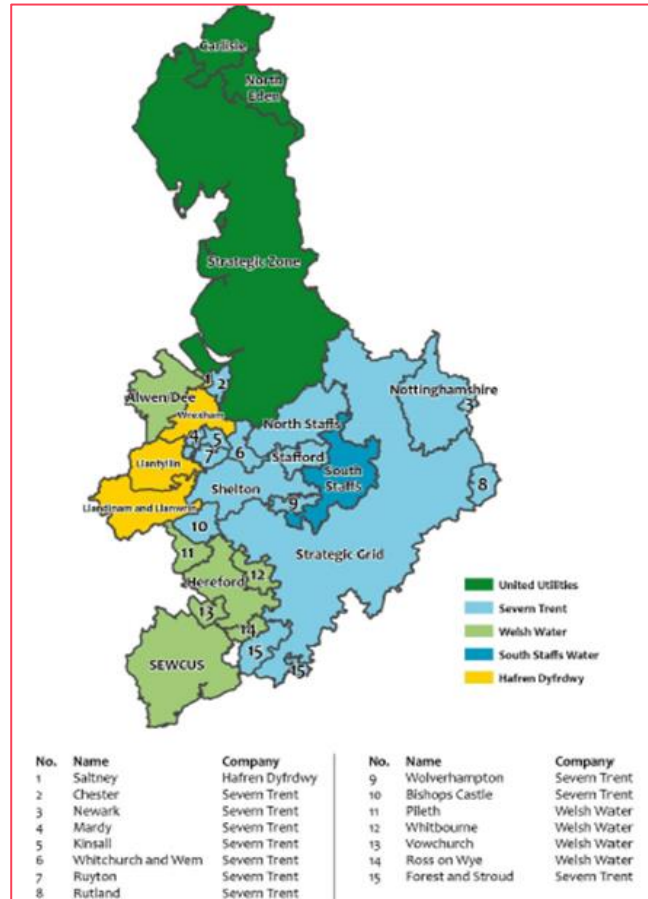 Carlisle
North
Eden
Strategic Zone
1
2
Alwen/Dee
Wrexham
Nottinghamshire
3
North Staffs
4
5
6
7
Llanfyllin
Stafford
South
Staffs
Shelton
9
8
Llandinam and Llanwrin
10
Strategic Grid
11
Hereford
12
13
14
SEWCUS
15
15
United Utilities
Severn Trent
Welsh Water
South Staffs Water
Hafren Dyfrdwy
No. Name Company
1 Saltney Hafren Dyfrdwy
2 Chester Severn Trent
3 Newark Severn Trent
4 Mardy Severn Trent
5 Kinsall Severn Trent
6 Whitchurch and Wem Severn Trent
7 Ruyton Severn Trent
8 Rutland Severn Trent
No. Name Company
9 Wolverhampton Severn Trent
10 Bishops Castle Severn Trent
11 Pilleth Welsh Water
12 Whitbourne Welsh Water
13 Vowchurch Welsh Water
14 Ross on Wye Welsh Water
15 Forest and Stroud Severn Trent